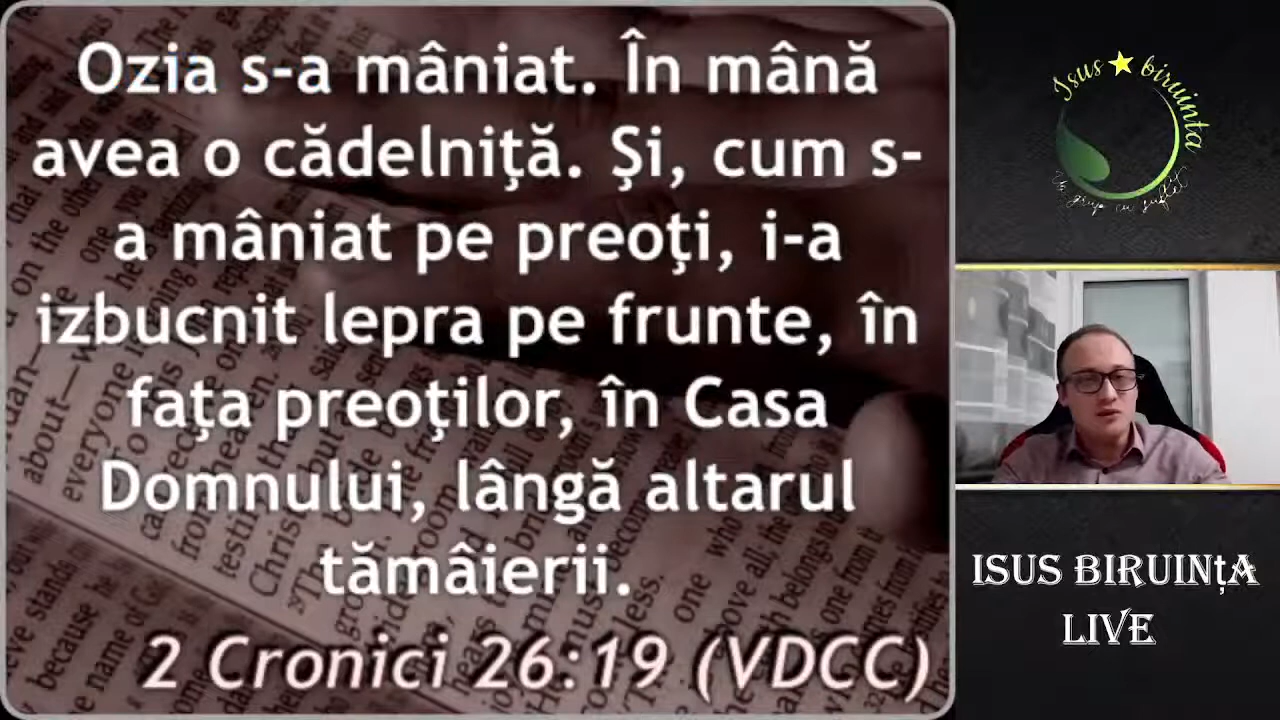 Ozia s-a mâniat. În mână
avea o cădelniţă. Şi, cum s-
a mâniat pe preoţi, i-a
izbucnit lepra pe frunte, în
faţa preoţilor, în Casa
Domnului, lângă altarul
tămâierii.
2 Cronici 26:19 (VDCC)
Isus biruinta
ISUS BIRUINȚA
LIVE